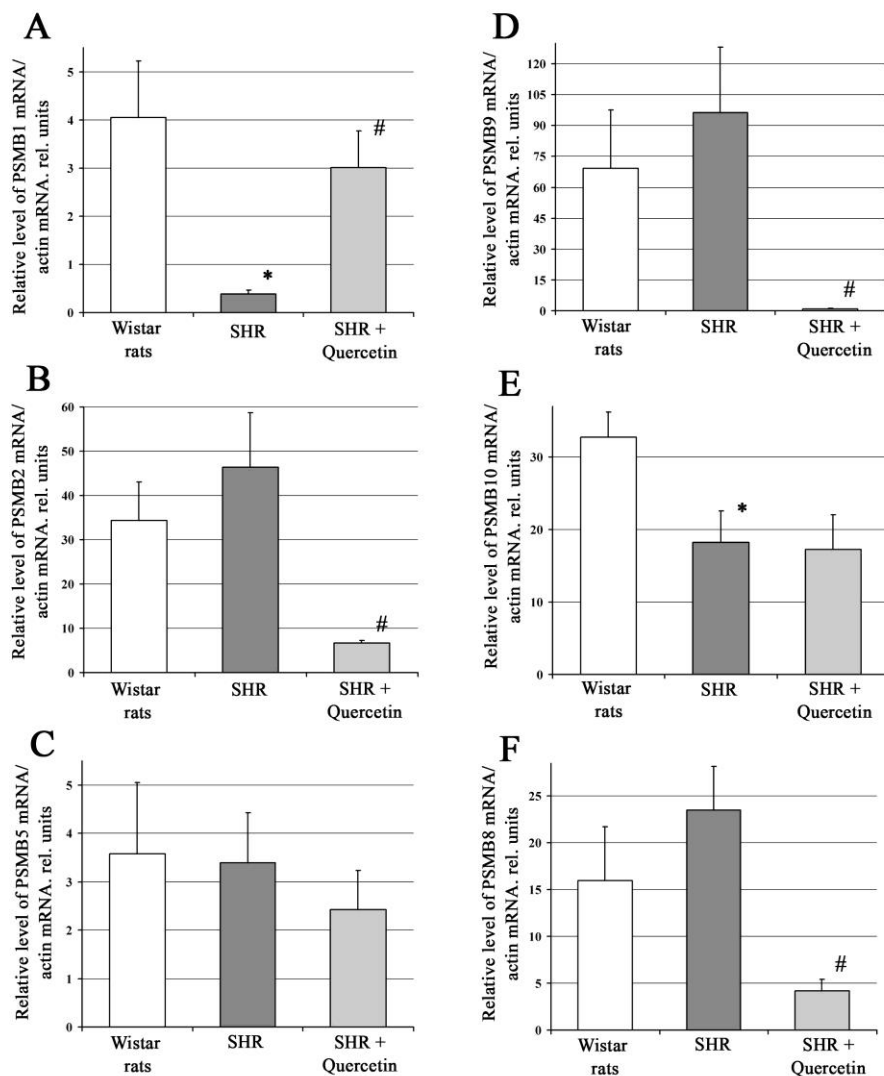 A
Relative level of PSMB1 mRNA/
actin mRNA. rel. units
5
4
3
2
1
0
*
#
Wistar
rats
SHR
SHR +
Quercetin
B
Relative level of PSMB2 mRNA/
actin mRNA. rel. units
60
50
40
30
20
10
0
#
Wistar
rats
SHR
SHR +
Quercetin
C
Relative level of PSMB5 mRNA/
actin mRNA. rel. units
5
4
3
2
1
0
Wistar
rats
SHR
SHR +
Quercetin
D
Relative level of PSMB9 mRNA/
actin mRNA. rel. units
120
105
90
75
60
45
30
15
0
#
Wistar
rats
SHR
SHR +
Quercetin
E
Relative level of PSMB10 mRNA/
actin mRNA. rel. units
30
20
10
0
*
Wistar
rats
SHR
SHR +
Quercetin
F
Relative level of PSMB8 mRNA/
actin mRNA. rel. units
25
20
15
10
5
0
#
Wistar
rats
SHR
SHR +
Quercetin